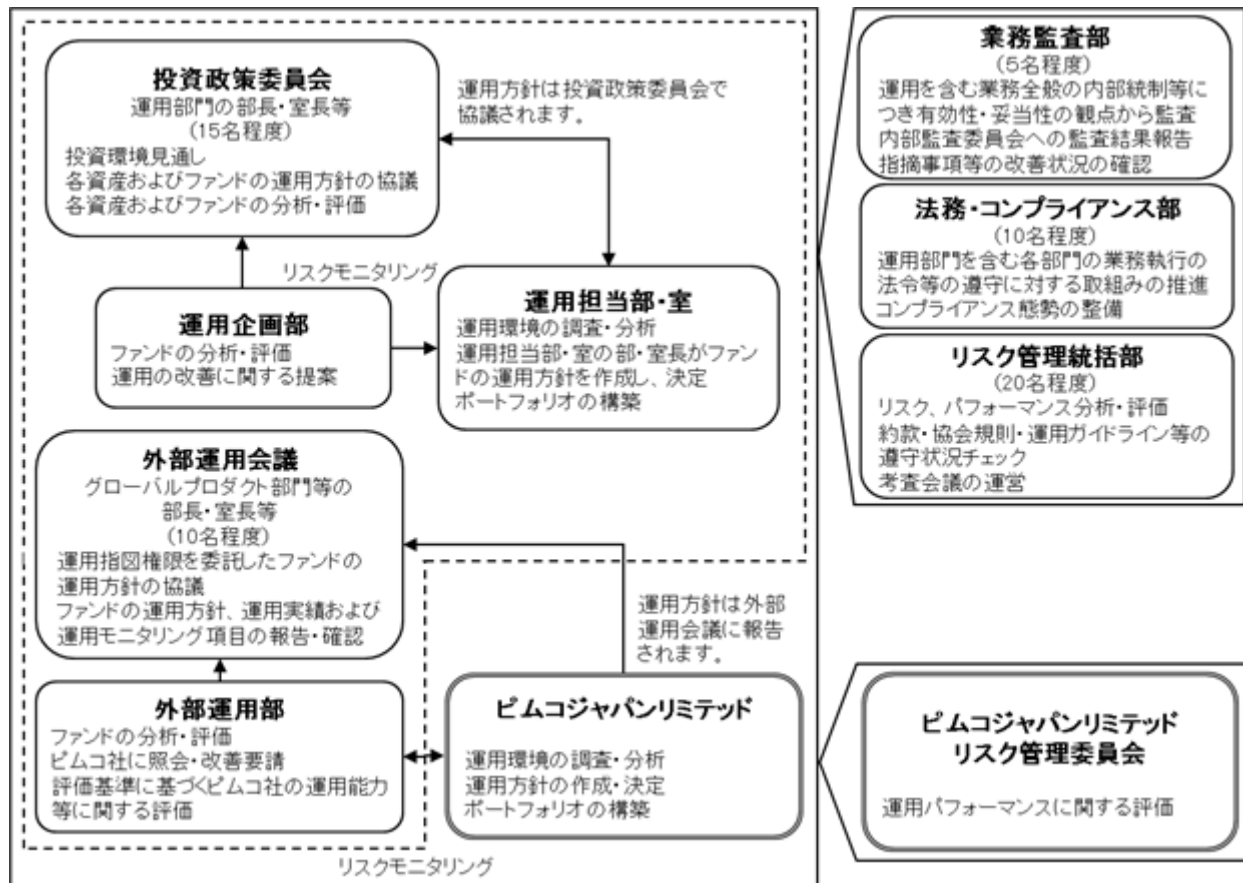 投資政策委員会
運用部門の部長・室長等
(15名程度)
投資環境見通し
各資産およびファンドの運用方針の協議
各資産およびファンドの分析・評価
運用方針は投資政策委員会で
協議されます。
リスクモニタリング
運用企画部
ファンドの分析・評価
運用の改善に関する提案
運用担当部・室
運用環境の調査・分析
運用担当部・室の部・室長がファン
ドの運用方針を作成し、決定
ポートフォリオの構築
外部運用会議
グローバルプロダクト部門等の
部長・室長等
(10名程度)
運用指図権限を委託したファンドの
運用方針の協議
ファンドの運用方針、運用実績および
運用モニタリング項目の報告・確認
運用方針は外部
運用会議に報告
されます。
外部運用部
ファンドの分析・評価
ピムコ社に照会・改善要請
評価基準に基づくピムコ社の運用能力
等に関する評価
ピムコジャパンリミテッド
運用環境の調査・分析
運用方針の作成・決定
ポートフォリオの構築
リスクモニタリング
業務監査部
(5名程度)
運用を含む業務全般の内部統制等に
つき有効性・妥当性の観点から監査
内部監査委員会への監査結果報告
指摘事項等の改善状況の確認
法務・コンプライアンス部
(10名程度)
運用部門を含む各部門の業務執行の
法令等の遵守に対する取組みの推進
コンプライアンス態勢の整備
リスク管理統括部
(20名程度)
リスク、パフォーマンス分析・評価
約款・協会規則・運用ガイドライン等の
遵守状況チェック
考査会議の運営
ピムコジャパンリミテッド
リスク管理委員会
運用パフォーマンスに関する評価